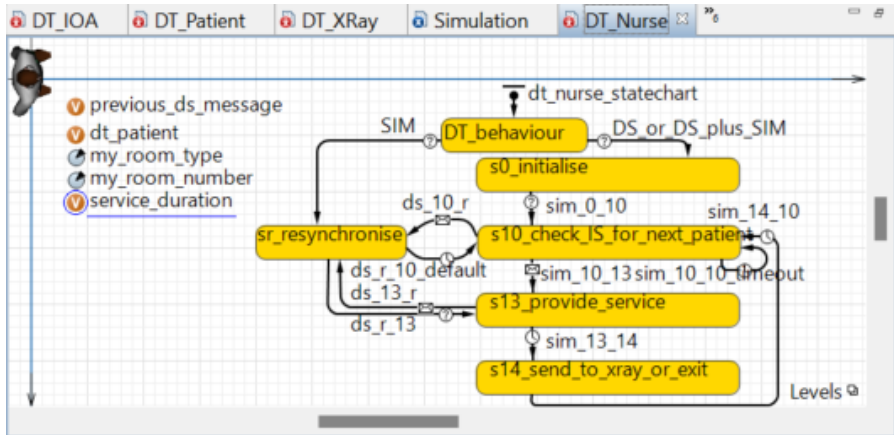 DT_IOA DT_Patient DT_XRay Simulation DT_Nurse » 6
dt_nurse_statechart
previous_ds_message
dt_patient
my_room_type
my_room_number
service_duration
SIM
DT_behaviour
DS_or_DS_plus_SIM
s0_initialise
ds_10_r
sim_0_10
sim_14_10
sr_resynchronise
s10_check_IS_for_next_patient
ds_r_10_default
sim_10_13
sim_10_10_timeout
ds_13_r
s13_provide_service
ds_r_13
sim_13_14
s14_send_to_xray_or_exit
Levels